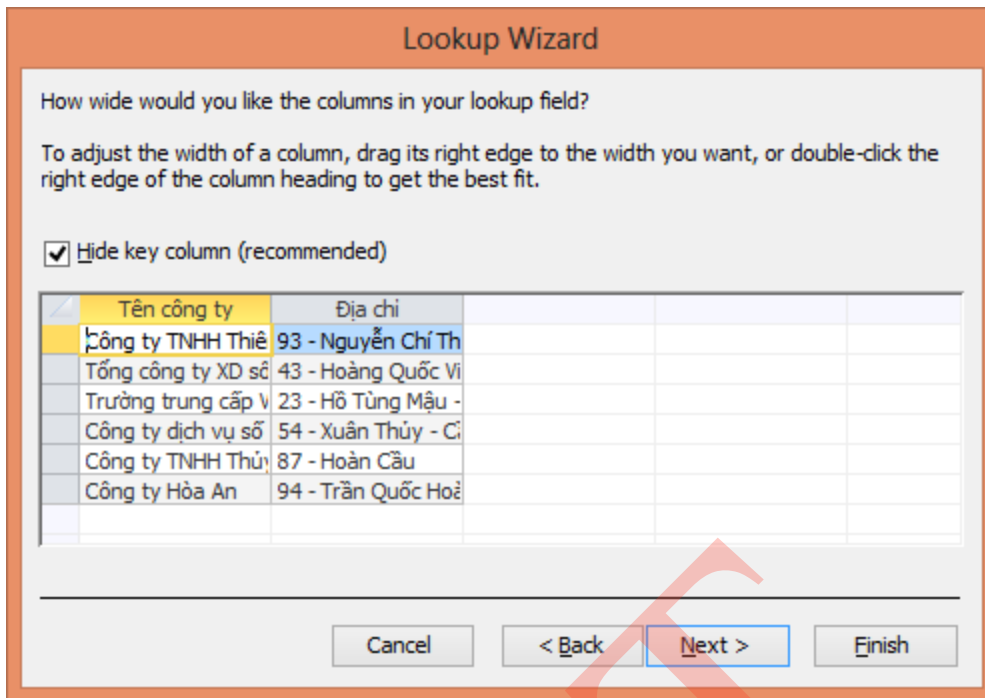 Lookup Wizard
How wide would you like the columns in your lookup field?
To adjust the width of a column, drag its right edge to the width you want, or double-click the
right edge of the column heading to get the best fit.
Hide key column (recommended)
Tên công ty Địa chỉ
Công ty TNHH Thiê 93 - Nguyễn Chí Th
Tổng công ty XD số 43 - Hoàng Quốc Vi
Trường trung cấp V 23 - Hồ Tùng Mậu -
Công ty dịch vụ số 54 - Xuân Thủy - Cầ
Công ty TNHH Thủy 87 - Hoàn Cầu
Công ty Hòa An 94 - Trần Quốc Hoà
Cancel < Back Next > Finish